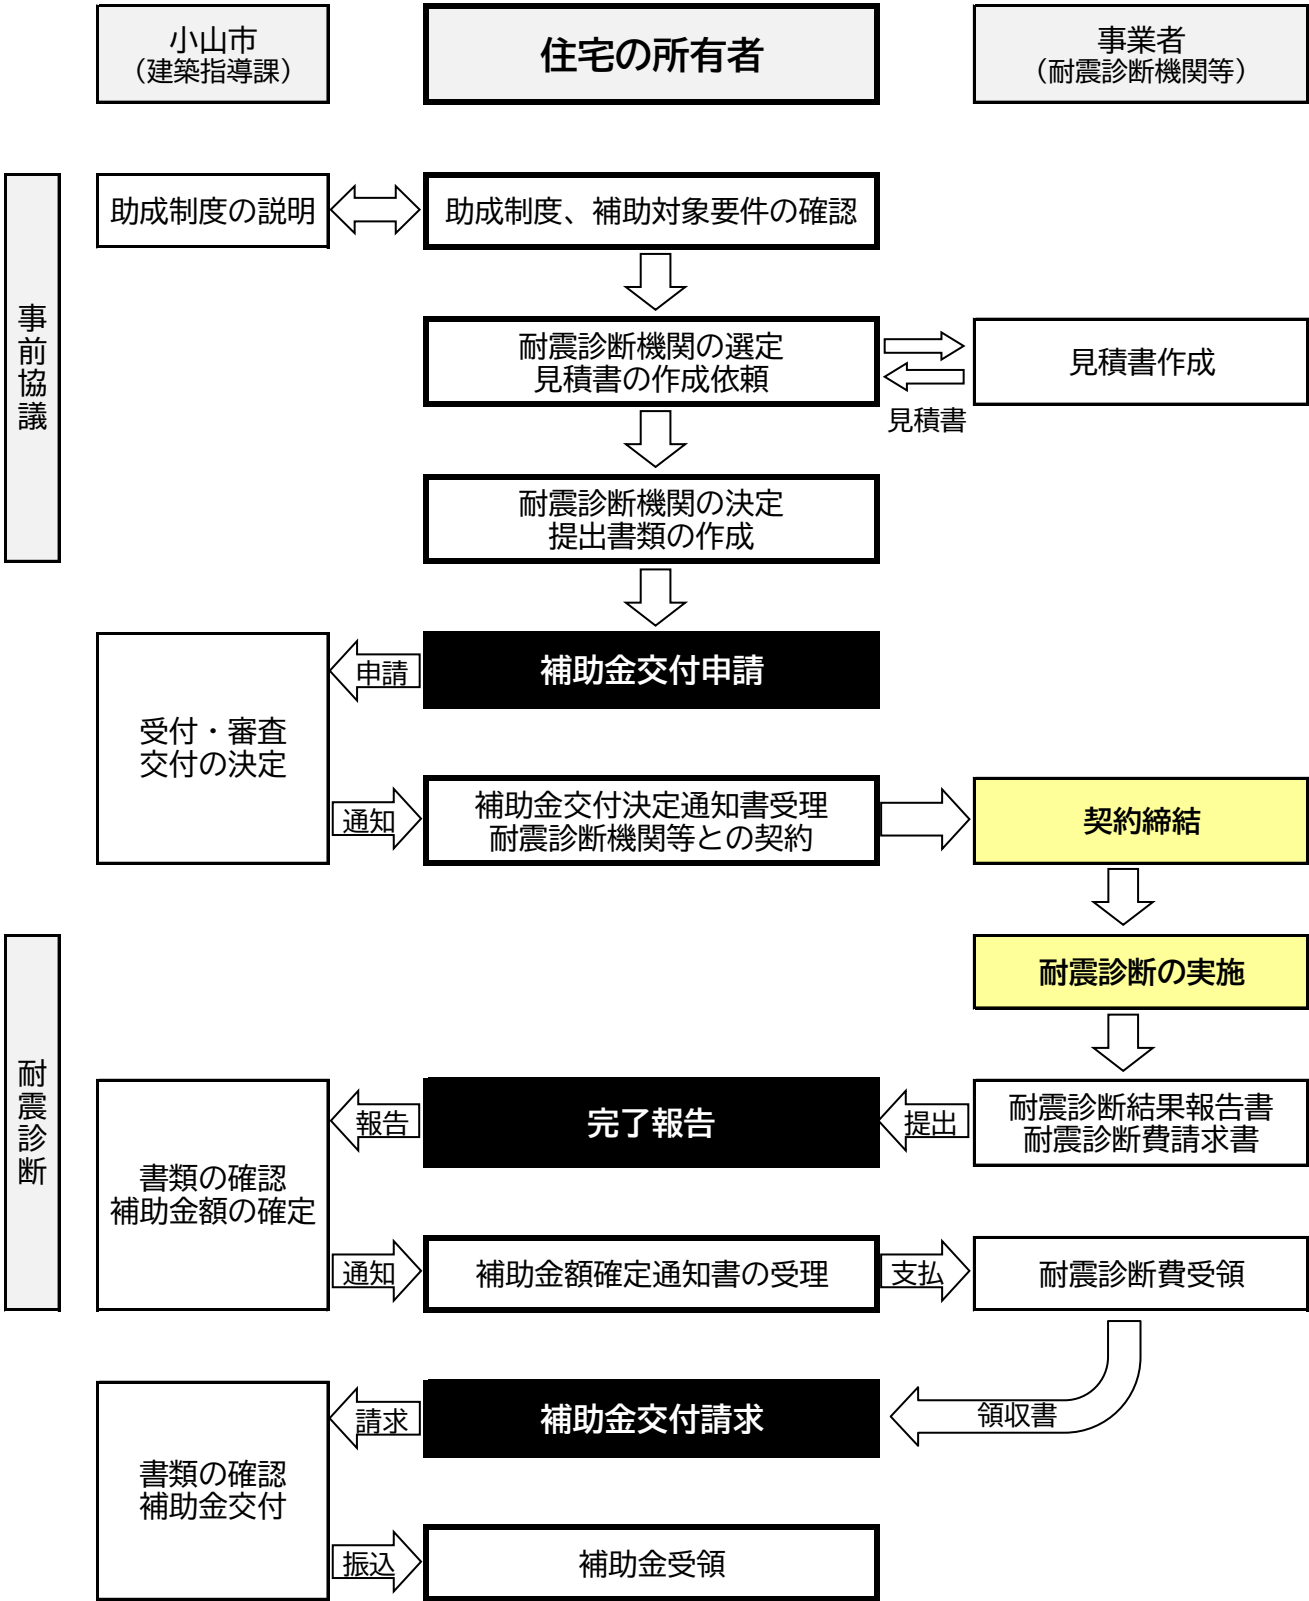 小山市
（建築指導課）
住宅の所有者
事業者
（耐震診断機関等）
事前協議
助成制度の説明
助成制度、補助対象要件の確認
耐震診断機関の選定
見積書の作成依頼
見積書作成
見積書
耐震診断機関の決定
提出書類の作成
申請
補助金交付申請
受付・審査
交付の決定
通知
補助金交付決定通知書受理
耐震診断機関等との契約
契約締結
耐震診断
耐震診断の実施
報告
完了報告
提出
耐震診断結果報告書
耐震診断費請求書
書類の確認
補助金額の確定
通知
補助金額確定通知書の受理
支払
耐震診断費受領
請求
補助金交付請求
領収書
書類の確認
補助金交付
振込
補助金受領